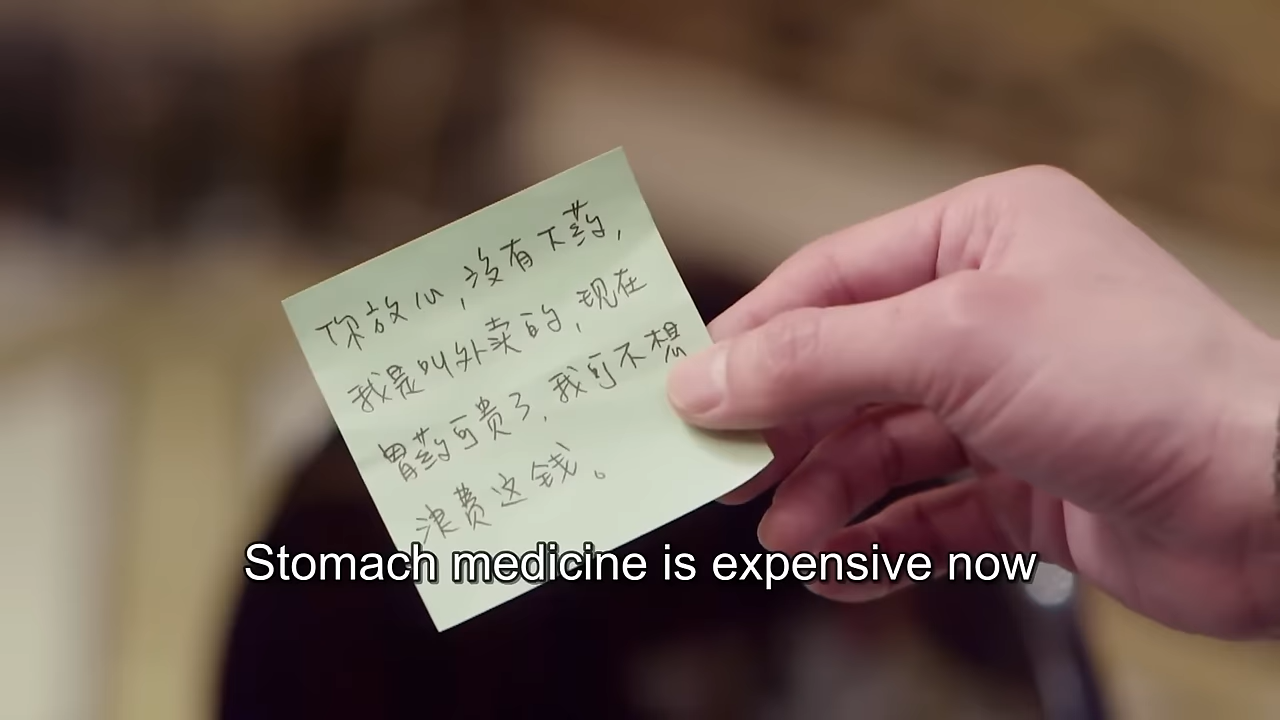 你放心,没有下药,
我是叫外卖的,现在
胃药可贵了,我可不想
浪费这钱。
Stomach medicine is expensive now